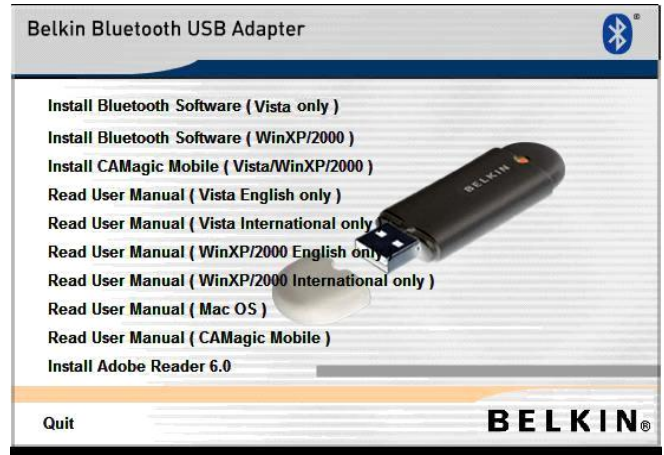 Belkin Bluetooth USB Adapter
Install Bluetooth Software ( Vista only )
Install Bluetooth Software ( WinXP/2000 )
Install CAMagic Mobile ( Vista/WinXP/2000 )
Read User Manual ( Vista English only )
BELKIN
Read User Manual ( Vista International only
Read User Manual ( WinXP/2000 English only
Read User Manual ( WinXP/2000 International only )
Read User Manual ( Mac OS )
Read User Manual ( CAMagic Mobile )
Install Adobe Reader 6.0
Quit
BELKIN®